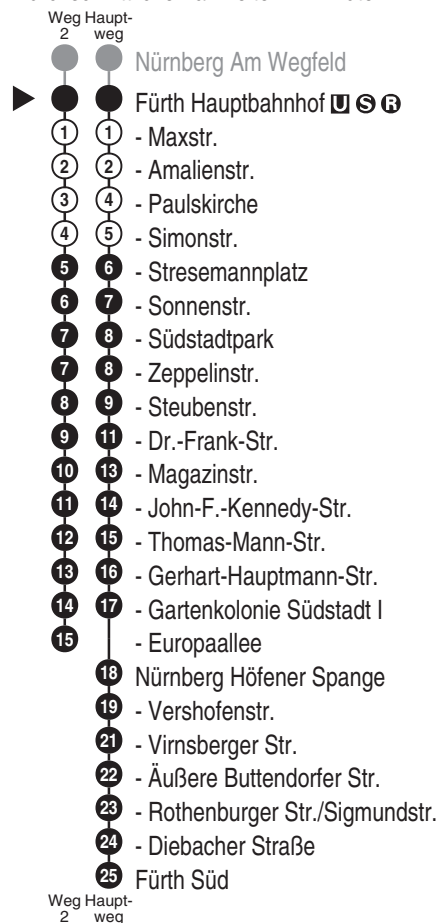 Weg Haupt-
2 weg
Nürnberg Am Wegfeld
Fürth Hauptbahnhof U S R
1 1 - Maxstr.
2 2 - Amalienstr.
3 4 - Paulskirche
4 5 - Simonstr.
5 6 - Stresemannplatz
6 7 - Sonnenstr.
7 8 - Südstadtpark
7 8 - Zeppelinstr.
8 9 - Steubenstr.
9 11 - Dr.-Frank-Str.
10 13 - Magazinstr.
11 14 - John-F.-Kennedy-Str.
12 15 - Thomas-Mann-Str.
13 16 - Gerhart-Hauptmann-Str.
14 17 - Gartenkolonie Südstadt I
15 - Europaallee
18 Nürnberg Höfener Spange
19 - Vershofenstr.
21 - Virnsberger Str.
22 - Äußere Buttendorfer Str.
23 - Rothenburger Str./Sigmundstr.
24 - Diebacher Straße
25 Fürth Süd
Weg Haupt-
2 weg